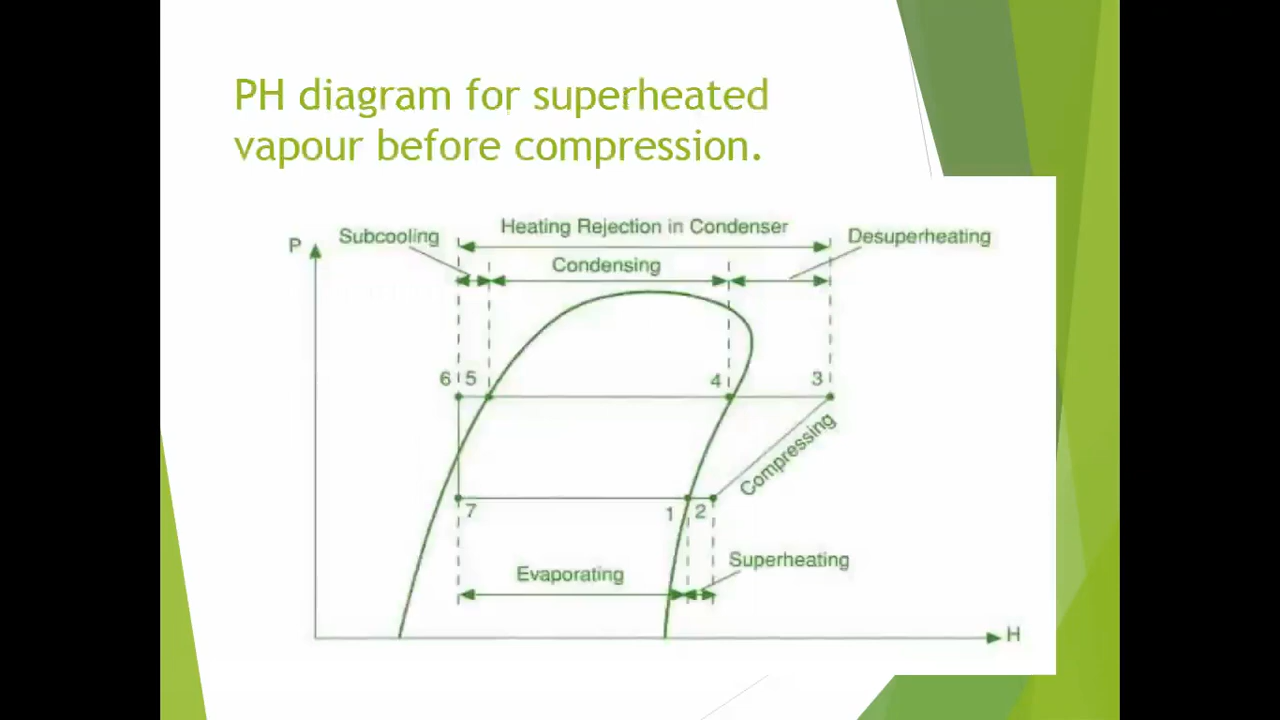 PH diagram for superheated
vapour before compression.
Heating Rejection in Condenser
Subcooling
Desuperheating
P
Condensing
6 5
4
3
Compressing
7
1 2
Superheating
Evaporating
H